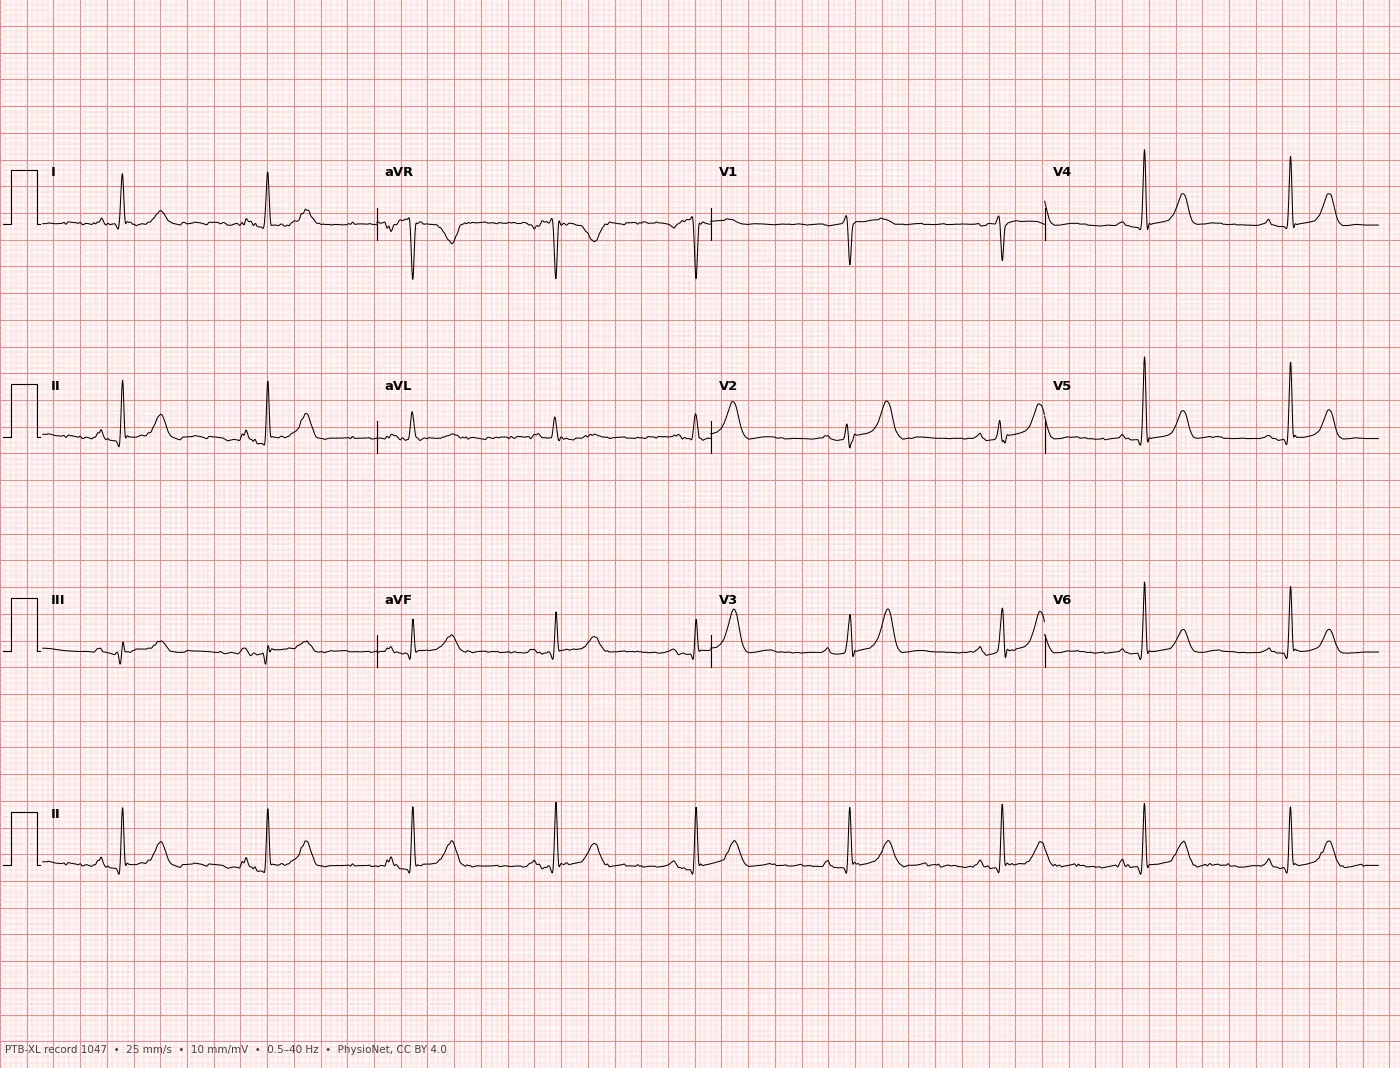 I aVR V1 V4
II aVL V2 V5
III aVF V3 V6
II
PTB-XL record 1047 • 25 mm/s • 10 mm/mV • 0.5–40 Hz • PhysioNet, CC BY 4.0